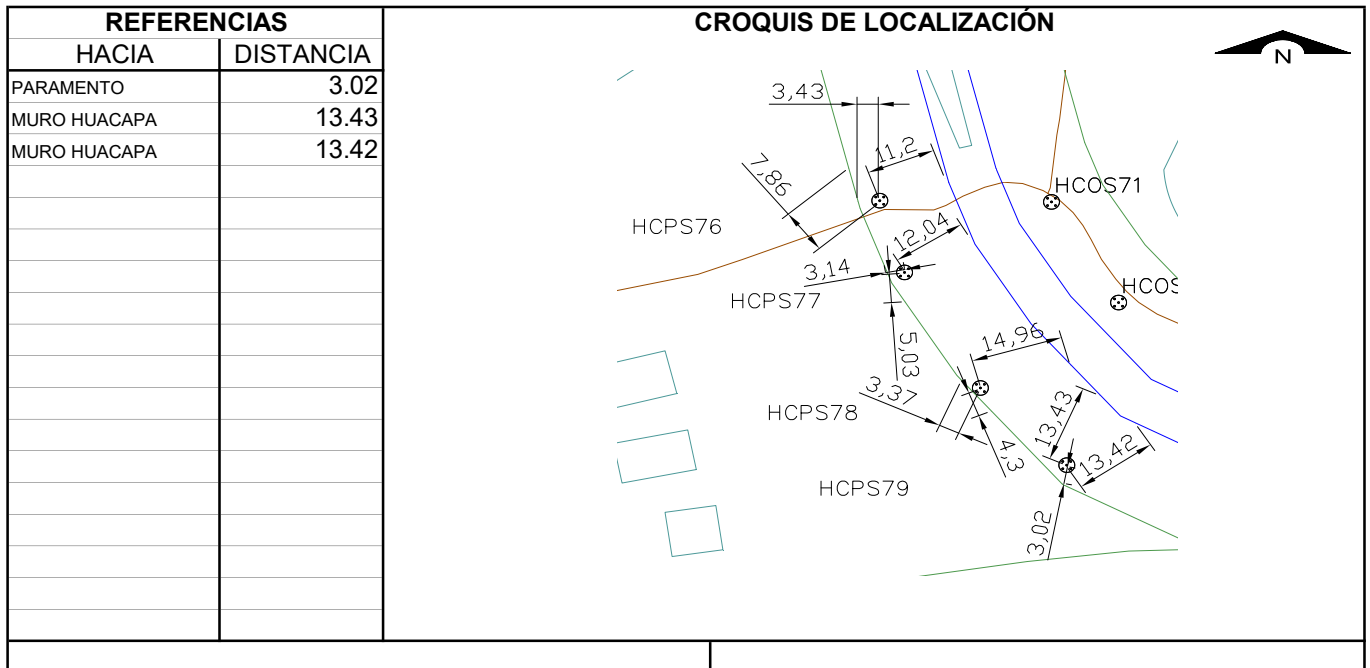 REFERENCIAS
HACIA DISTANCIA
PARAMENTO 3.02
MURO HUACAPA 13.43
MURO HUACAPA 13.42
CROQUIS DE LOCALIZACIÓN
N
3,43
11,2
7,86
HCOS71
HCPS76
12,04
3,14
HCPS77
HCOS
5,03
14,96
3,37
HCPS78
13,43
4,3
13,42
HCPS79
3,02